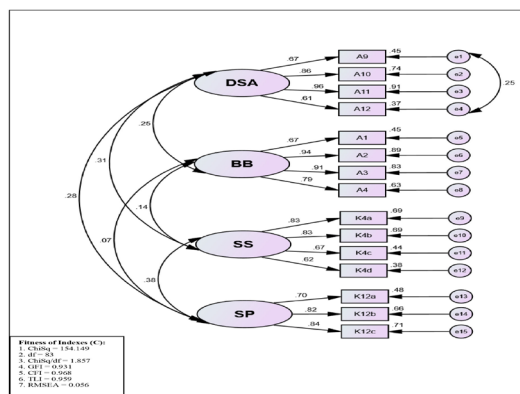 .67 A9 .45 e1
.86 A10 .74 e2
DSA
.96 A11 .91 e3
.61 A12 .37 e4
25
.25
.67 A1 .45 e5
.94 A2 .89 e6
.31
BB
.91 A3 .83 e7
.79 A4 .63 e8
.28
.14
.07
.83 K4a .69 e9
.83 K4b .69 e10
SS
.67 K4c .44 e11
.62 K4d .38 e12
.38
.70 K12a .48 e13
SP
.82 K12b .66 e14
.84 K12c .71 e15
Fitness of Indexes (C):
1. ChiSq = 154.149
2. df = 83
3. ChiSq/df = 1.857
4. GFI = 0.931
5. CFI = 0.968
6. TLI = 0.959
7. RMSEA = 0.056